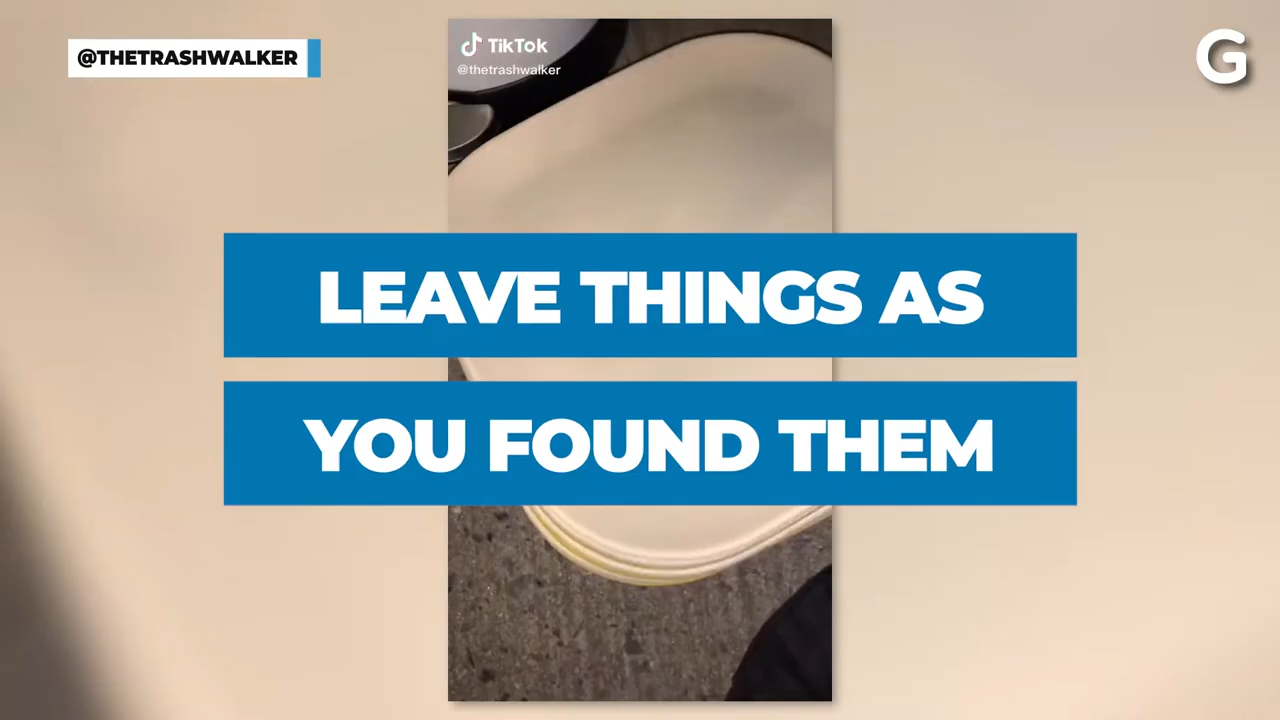 @THETRASHWALKER
TikTok
@thetrashwalker
G
LEAVE THINGS AS
YOU FOUND THEM